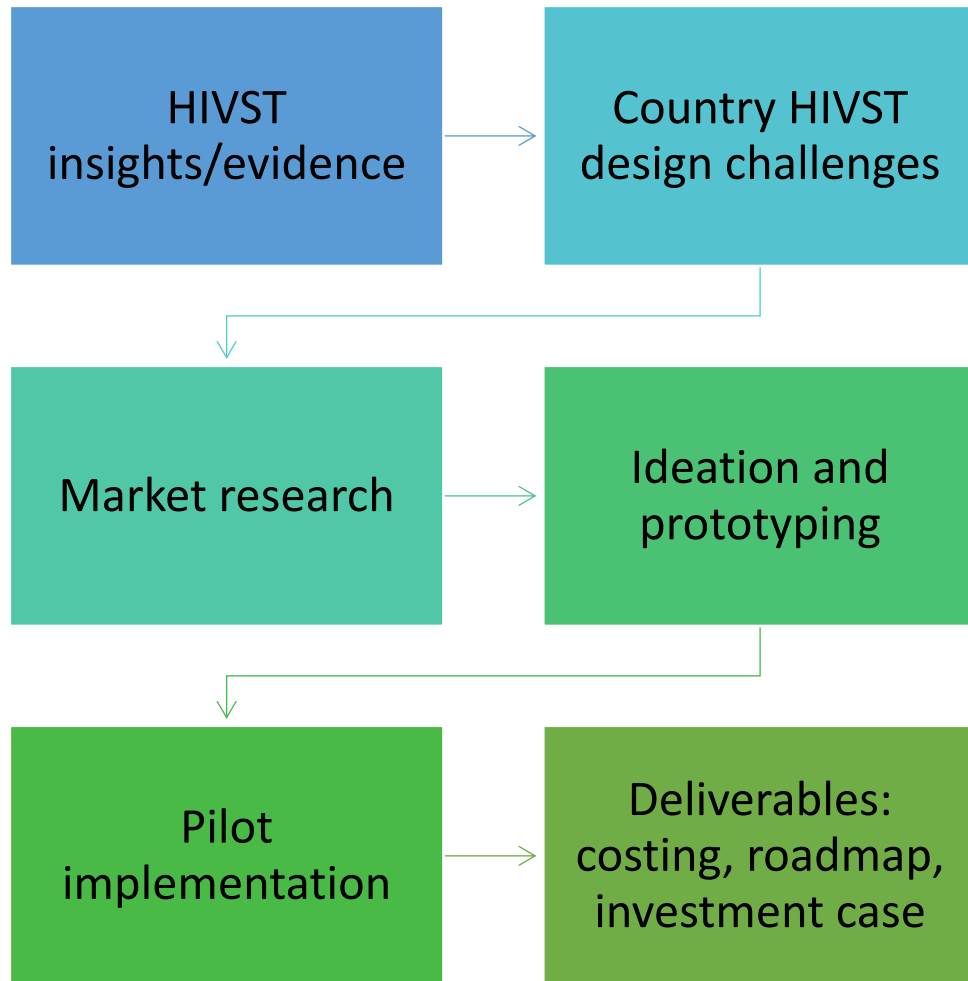 HIVST
insights/evidence
Country HIVST
design challenges
Market research
Ideation and
prototyping
Pilot
implementation
Deliverables:
costing, roadmap,
investment case